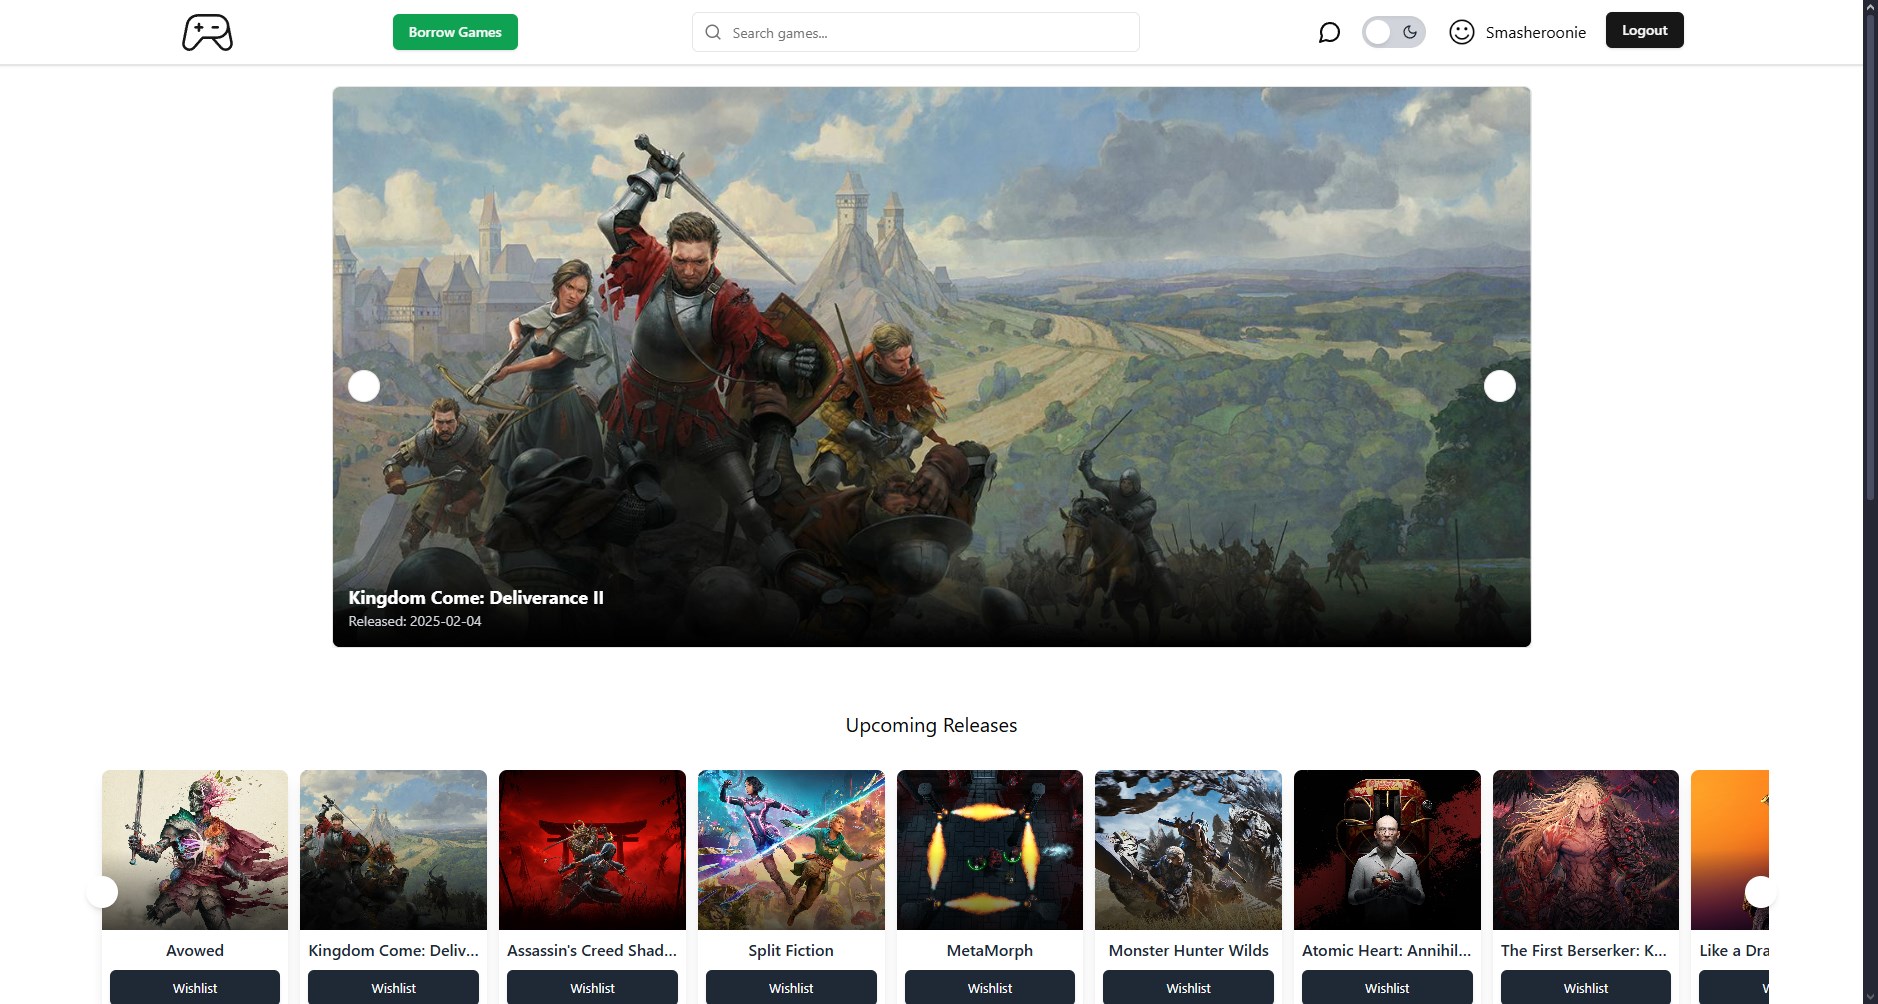 Borrow Games
Search games...
Smasheroonie
Logout
Kingdom Come: Deliverance II
Released: 2025-02-04
Upcoming Releases
Avowed
Kingdom Come: Deliv...
Assassin's Creed Shad...
Split Fiction
MetaMorph
Monster Hunter Wilds
Atomic Heart: Annihil...
The First Berserker: K...
Like a Dra
Wishlist
Wishlist
Wishlist
Wishlist
Wishlist
Wishlist
Wishlist
Wishlist